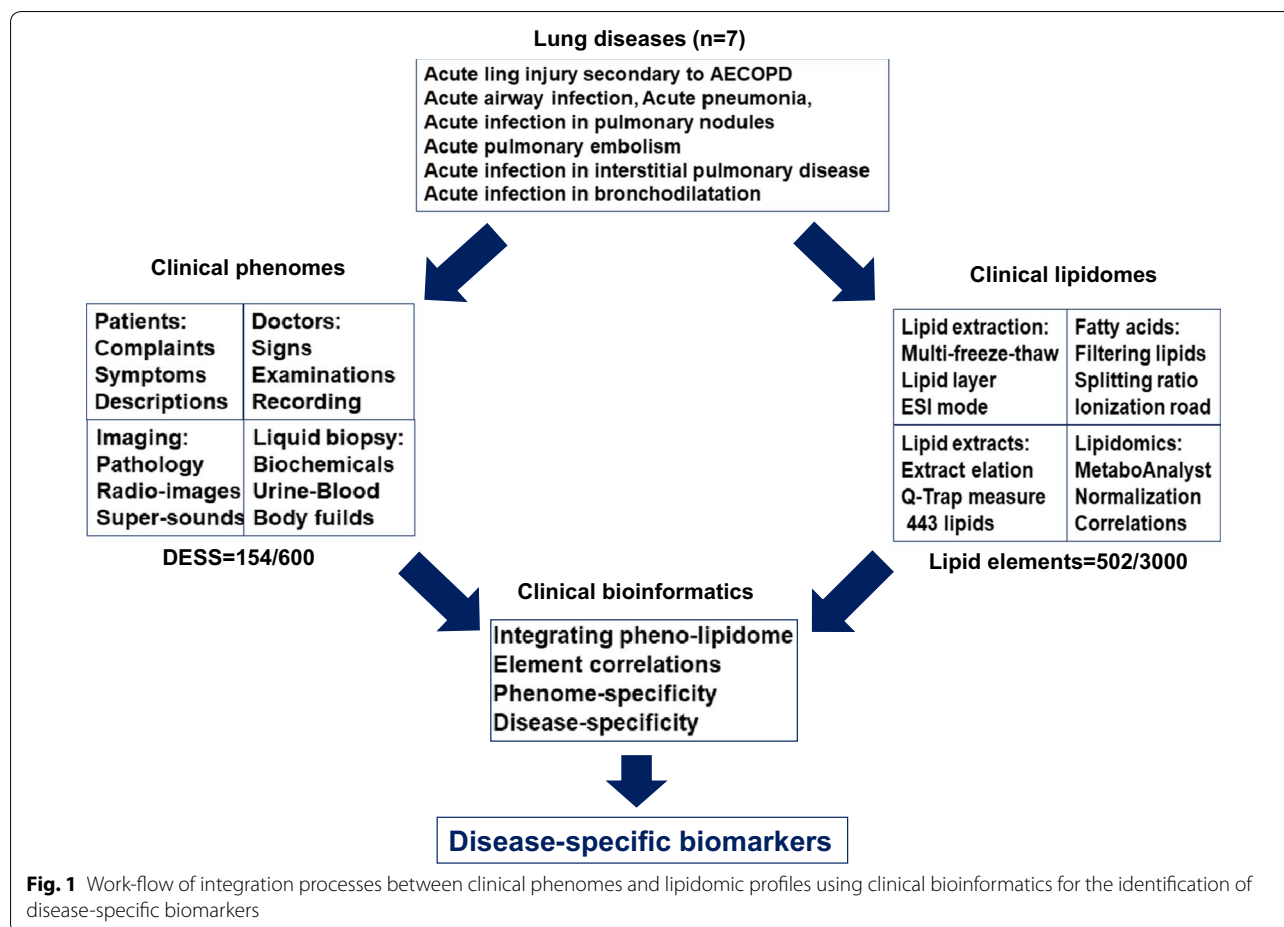 Lung diseases (n=7)
Acute ling injury secondary to AECOPD
Acute airway infection, Acute pneumonia,
Acute infection in pulmonary nodules
Acute pulmonary embolism
Acute infection in interstitial pulmonary disease
Acute infection in bronchodilatation
Clinical phenomes
Patients:
Complaints
Symptoms
Descriptions
Doctors:
Signs
Examinations
Recording
Imaging:
Pathology
Radio-images
Super-sounds
Liquid biopsy:
Biochemicals
Urine-Blood
Body fuilds
DESS=154/600
Clinical lipidomes
Lipid extraction:
Multi-freeze-thaw
Lipid layer
ESI mode
Fatty acids:
Filtering lipids
Splitting ratio
Ionization road
Lipid extracts:
Extract elation
Q-Trap measure
443 lipids
Lipidomics:
MetaboAnalyst
Normalization
Correlations
Lipid elements=502/3000
Clinical bioinformatics
Integrating pheno-lipidome
Element correlations
Phenome-specificity
Disease-specificity
Disease-specific biomarkers
Fig. 1 Work-flow of integration processes between clinical phenomes and lipidomic profiles using clinical bioinformatics for the identification of
disease-specific biomarkers